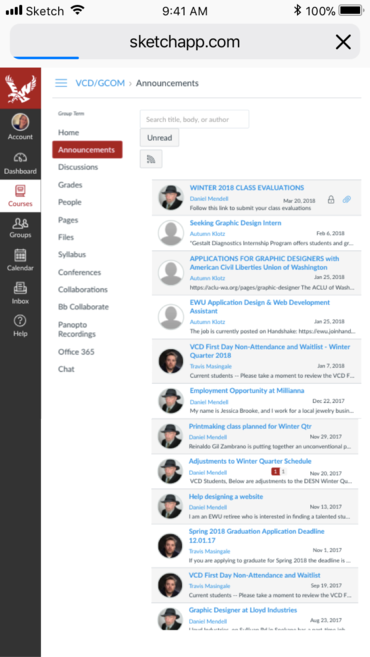 Sketch 9:41 AM 100%
sketchapp.com
VCD/GCOM › Announcements
Account
Dashboard
Courses
Groups
Calendar
Inbox
Help
Group Term
Home
Announcements
Discussions
Grades
People
Pages
Files
Syllabus
Conferences
Collaborations
Bb Collaborate
Panopto
Recordings
Office 365
Chat
Search title, body, or author
Unread
WINTER 2018 CLASS EVALUATIONS
Daniel Mendell Mar 20, 2018
Follow this link to submit your class evaluations
Seeking Graphic Design Intern
Autumn Klotz Feb 6, 2018
"Gestalt Diagnostics Internship Program offers students and gr...
APPLICATIONS FOR GRAPHIC DESIGNERS with
American Civil Liberties Union of Washington
Autumn Klotz Jan 25, 2018
https://aclu-wa.org/pages/graphic-designer The ACLU of Wash...
EWU Application Design & Web Development
Assistant
Autumn Klotz Jan 25, 2018
The job is currently posted on Handshake: https://ewu.joinhand...
VCD First Day Non-Attendance and Waitlist - Winter
Quarter 2018
Travis Masingale Jan 7, 2018
Current students -- Please take a moment to review the VCD F...
Employment Opportunity at Millianna
Daniel Mendell Dec 22, 2017
My name is Jessica Brooke, and I work for a local jewelry busin...
Printmaking class planned for Winter Qtr
Daniel Mendell Nov 29, 2017
Reinaldo Gil Zambrano is putting together an unconventional p...
Adjustments to Winter Quarter Schedule
Daniel Mendell 1 1 Nov 20, 2017
VCD Students, Below are adjustments to the DESN Winter Qu...
Help designing a website
Daniel Mendell Nov 13, 2017
I am an EWU retiree who is interested in finding a talented stu...
Spring 2018 Graduation Application Deadline
12.01.17
Travis Masingale Nov 1, 2017
If you are applying to graduate for Spring 2018 the deadline is ...
VCD First Day Non-Attendance and Waitlist
Travis Masingale Sep 19, 2017
Current students -- Please take a moment to review the VCD F...
Graphic Designer at Lloyd Industries
Daniel Mendell Aug 23, 2017